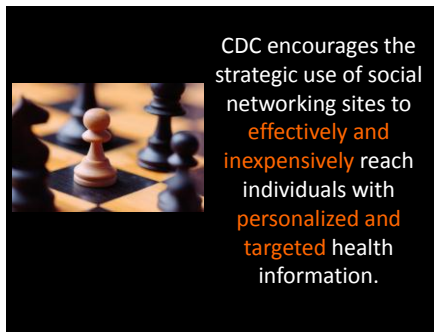 CDC encourages the
strategic use of social
networking sites to
effectively and
inexpensively reach
individuals with
personalized and
targeted health
information.